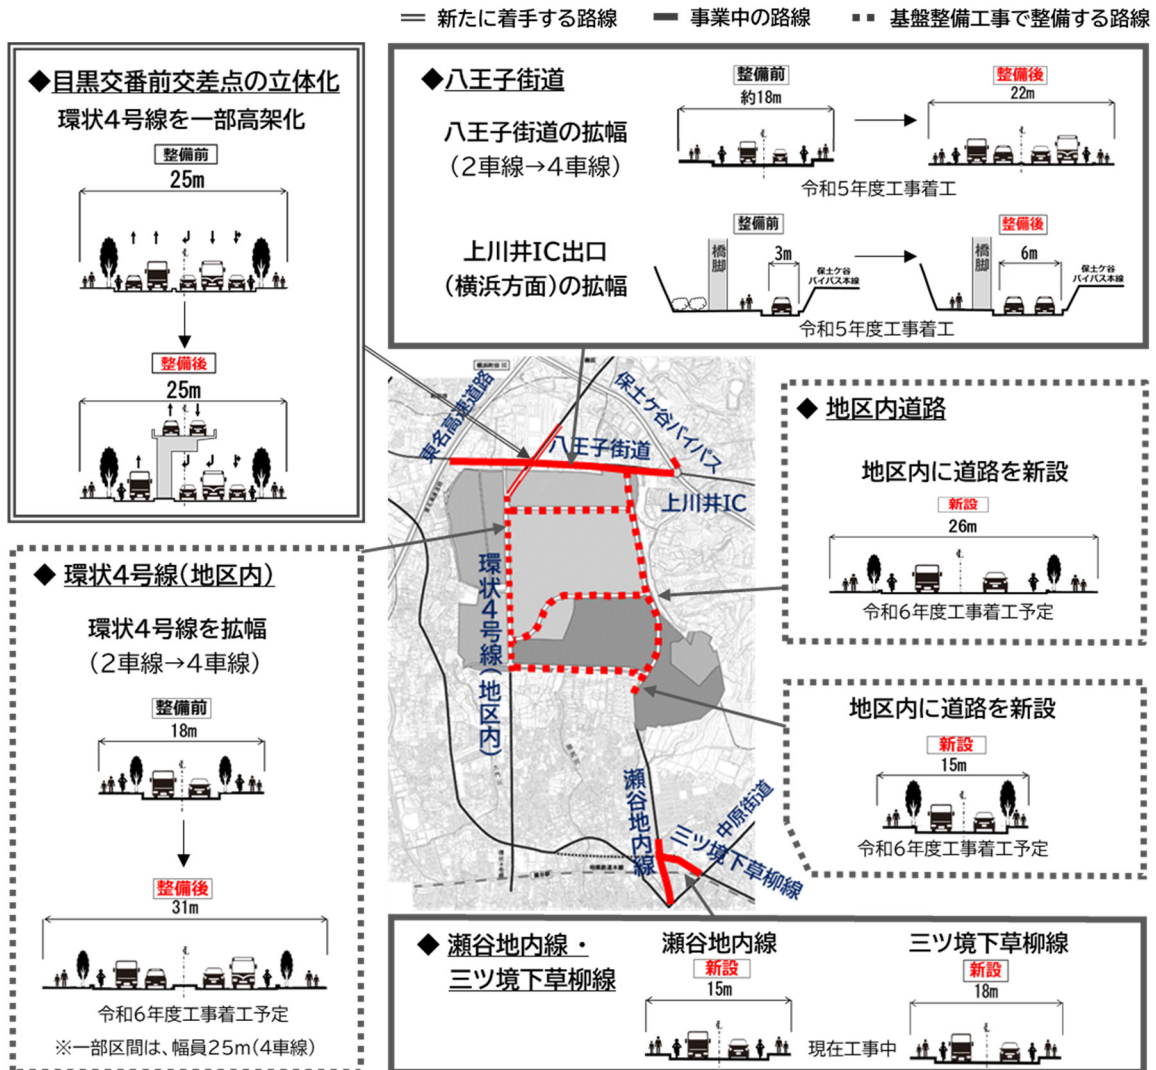 新たに着手する路線 事業中の路線 基盤整備工事で整備する路線
◆目黒交番前交差点の立体化
環状4号線を一部高架化
整備前
25m
整備後
25m
◆八王子街道
八王子街道の拡幅
(2車線→4車線)
整備前
約18m
整備後
22m
令和5年度工事着工
上川井IC出口
(横浜方面)の拡幅
整備前
橋脚
3m
保土ケ谷
バイパス本線
整備後
橋脚
6m
保土ケ谷
バイパス本線
令和5年度工事着工
東名高速道路
保土ケ谷バイパス
八王子街道
上川井IC
環状4号線(地区内)
瀬谷地内線
中原街道
三ツ境下草柳線
相模鉄道本線
◆ 地区内道路
地区内に道路を新設
新設
26m
令和6年度工事着工予定
地区内に道路を新設
新設
15m
令和6年度工事着工予定
◆ 環状4号線(地区内)
環状4号線を拡幅
(2車線→4車線)
整備前
18m
整備後
31m
令和6年度工事着工予定
※一部区間は、幅員25m(4車線)
◆ 瀬谷地内線・
三ツ境下草柳線
瀬谷地内線
新設
15m
現在工事中
三ツ境下草柳線
新設
18m